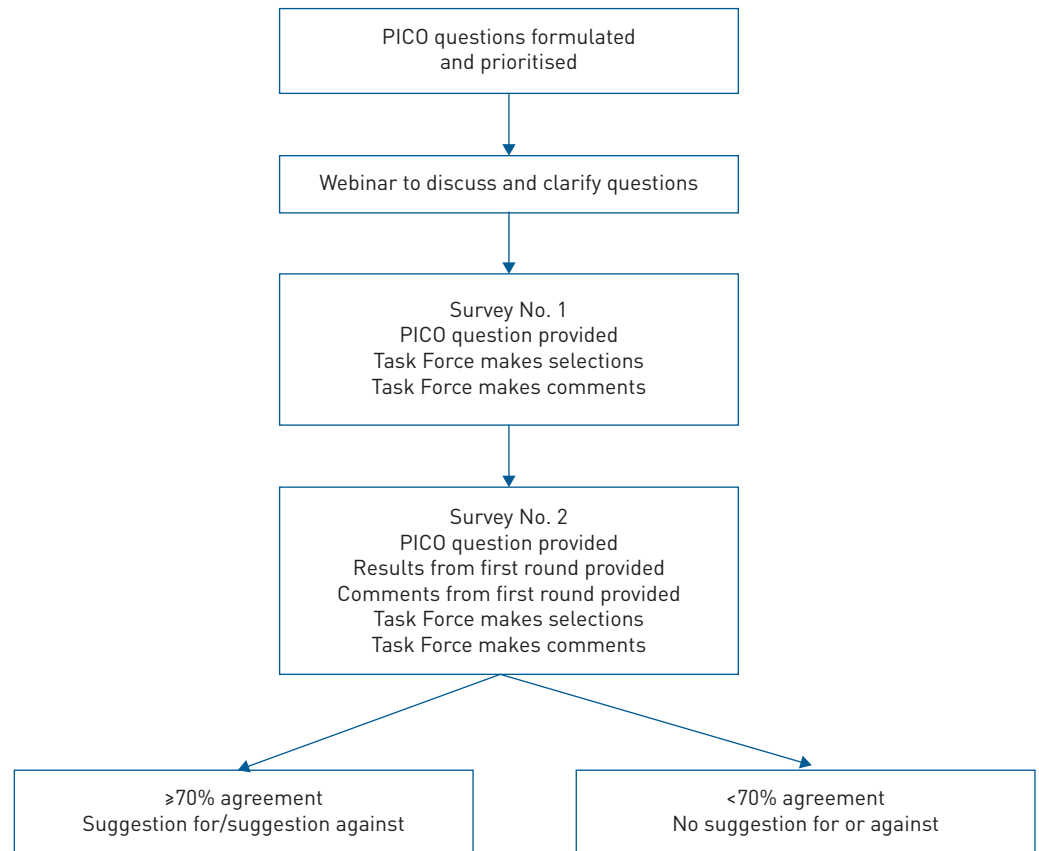 PICO questions formulated
and prioritised
Webinar to discuss and clarify questions
Survey No. 1
PICO question provided
Task Force makes selections
Task Force makes comments
Survey No. 2
PICO question provided
Results from first round provided
Comments from first round provided
Task Force makes selections
Task Force makes comments
⩾70% agreement
Suggestion for/suggestion against
<70% agreement
No suggestion for or against